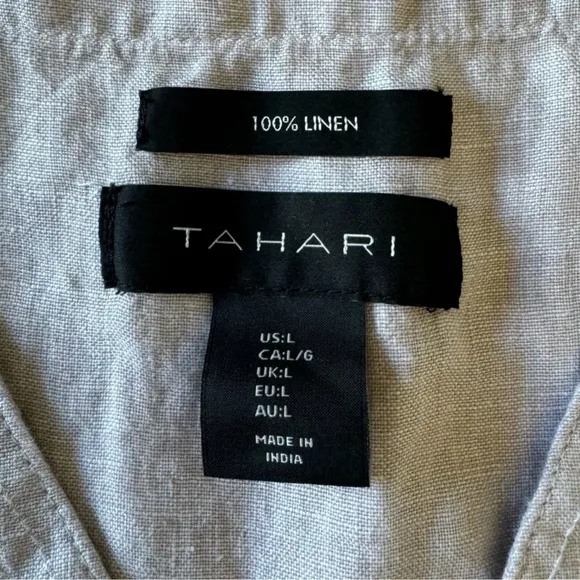 100% LINEN
TAHARI
US:L
CA:L/G
UK:L
EU:L
AU:L
MADE IN
INDIA